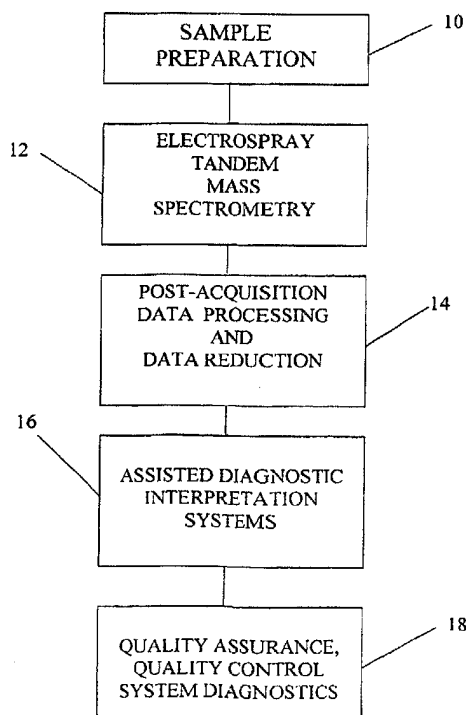 SAMPLE
PREPARATION
10
ELECTROSPRAY
TANDEM
MASS
SPECTROMETRY
12
POST-ACQUISITION
DATA PROCESSING
AND
DATA REDUCTION
14
ASSISTED DIAGNOSTIC
INTERPRETATION
SYSTEMS
16
QUALITY ASSURANCE,
QUALITY CONTROL
SYSTEM DIAGNOSTICS
18